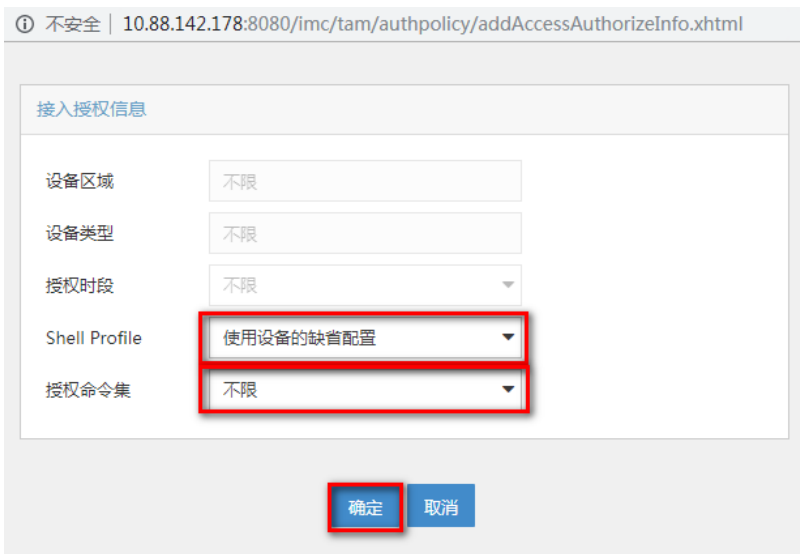 不安全 | 10.88.142.178:8080/imc/tam/authpolicy/addAccessAuthorizeInfo.xhtml
接入授权信息
设备区域 不限
设备类型 不限
授权时段 不限
Shell Profile 使用设备的缺省配置
授权命令集 不限
确定 取消